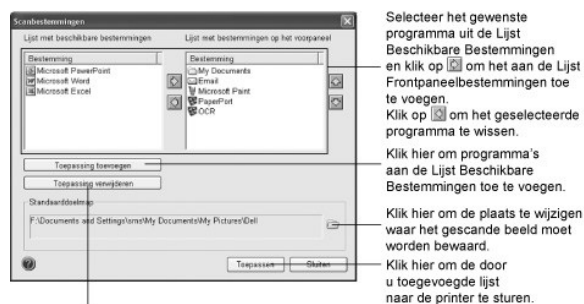 Scanbestemmingen
Lijst met beschikbare bestemmingen
Lijst met bestemmingen op het voorpaneel
Bestemming
Microsoft PowerPoint
Microsoft Word
Microsoft Excel
Bestemming
My Documents
Email
Microsoft Paint
PaperPort
OCR
Toepassing toevoegen
Toepassing verwijderen
Standaarddoelmap
F:\Documents and Settings\sms\My Documents\My Pictures\Dell
Toepassen
Sluiten
Selecteer het gewenste
programma uit de Lijst
Beschikbare Bestemmingen
en klik op om het aan de Lijst
Frontpaneelbestemmingen toe
te voegen.
Klik op om het geselecteerde
programma te wissen.
Klik hier om programma's
aan de Lijst Beschikbare
Bestemmingen toe te voegen.
Klik hier om de plaats te wijzigen
waar het gescande beeld moet
worden bewaard.
Klik hier om de door
u toegevoegde lijst
naar de printer te sturen.